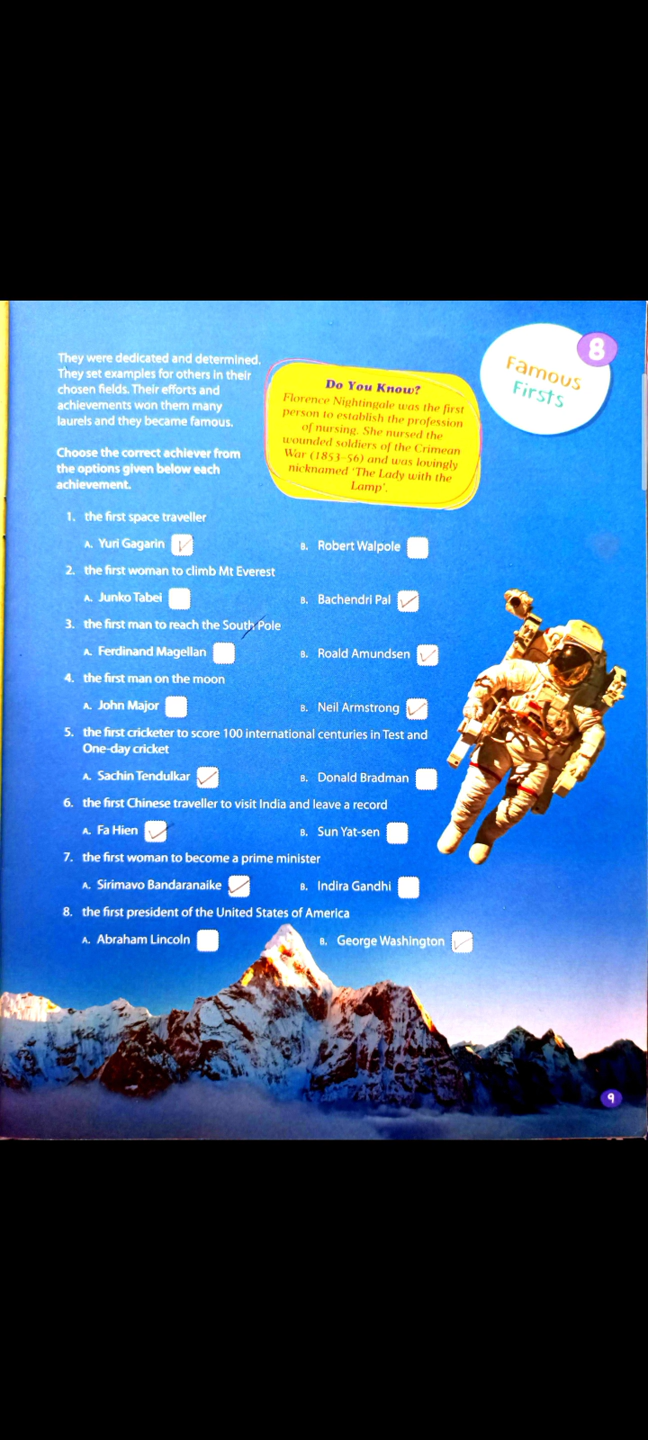 8
Famous
Firsts
They were dedicated and determined.
They set examples for others in their
chosen fields. Their efforts and
achievements won them many
laurels and they became famous.
Choose the correct achiever from
the options given below each
achievement.
Do You Know?
Florence Nightingale was the first
person to establish the profession
of nursing. She nursed the
wounded soldiers of the Crimean
War (1853–56) and was lovingly
nicknamed ‘The Lady with the
Lamp’.
1. the first space traveller
A. Yuri Gagarin B. Robert Walpole
2. the first woman to climb Mt Everest
A. Junko Tabei B. Bachendri Pal
3. the first man to reach the South Pole
A. Ferdinand Magellan B. Roald Amundsen
4. the first man on the moon
A. John Major B. Neil Armstrong
5. the first cricketer to score 100 international centuries in Test and
One-day cricket
A. Sachin Tendulkar B. Donald Bradman
6. the first Chinese traveller to visit India and leave a record
A. Fa Hien B. Sun Yat-sen
7. the first woman to become a prime minister
A. Sirimavo Bandaranaike B. Indira Gandhi
8. the first president of the United States of America
A. Abraham Lincoln B. George Washington
9